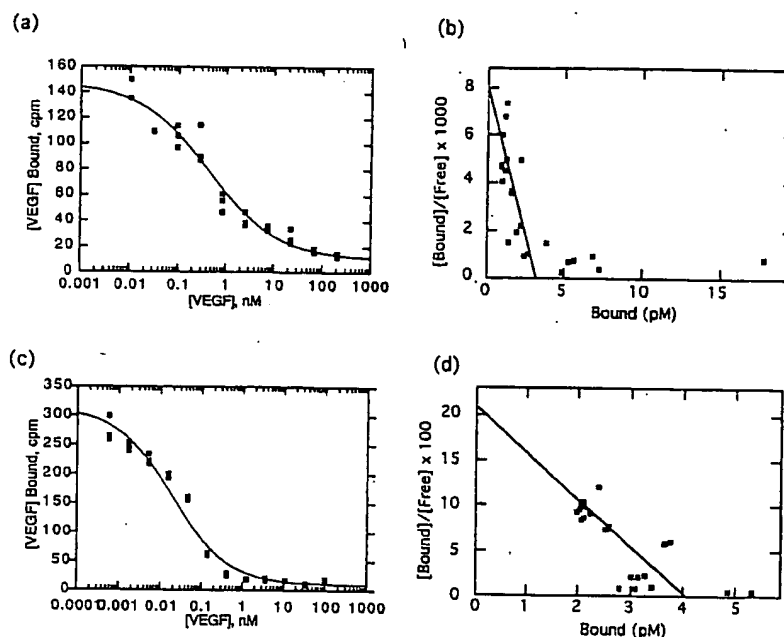 (a)
[VEGF] Bound, cpm
160
140
120
100
80
60
40
20
0
0.001 0.01 0.1 1 10 100 1000
[VEGF], nM
(b)
[Bound]/[Free] x 1000
8
6
4
2
0
0 5 10 15
Bound (pM)
(c)
[VEGF] Bound, cpm
350
300
250
200
150
100
50
0
0.0001 0.001 0.01 0.1 1 10 100 1000
[VEGF], nM
(d)
[Bound]/[Free] x 100
20
15
10
5
0
0 1 2 3 4 5
Bound (pM)